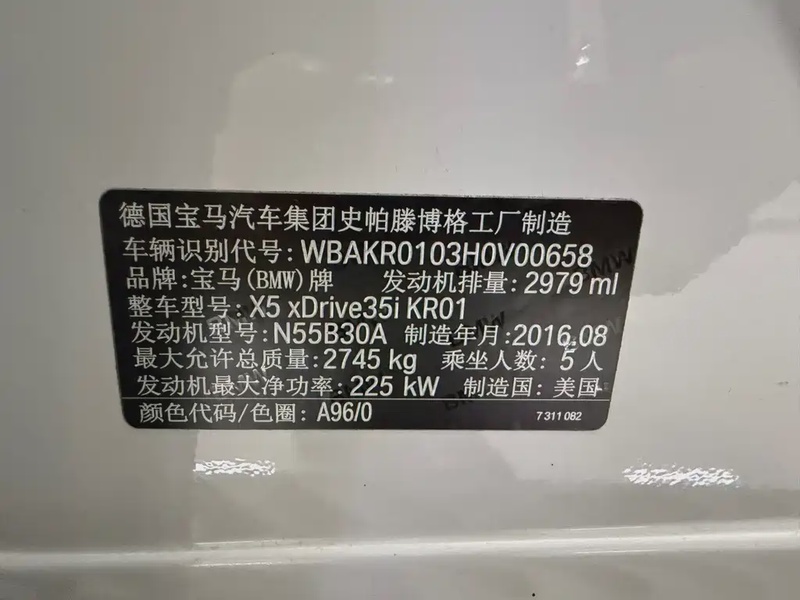 德国宝马汽车集团史帕滕博格工厂制造
车辆识别代号: WBAKR0103H0V00658
品牌: 宝马(BMW)牌 发动机排量: 2979 ml
整车型号: X5 xDrive35i KR01
发动机型号: N55B30A 制造年月: 2016.08
最大允许总质量: 2745 kg 乘坐人数: 5 人
发动机最大净功率: 225 kW 制造国: 美国
颜色代码/色圈: A96/0 7 311 082